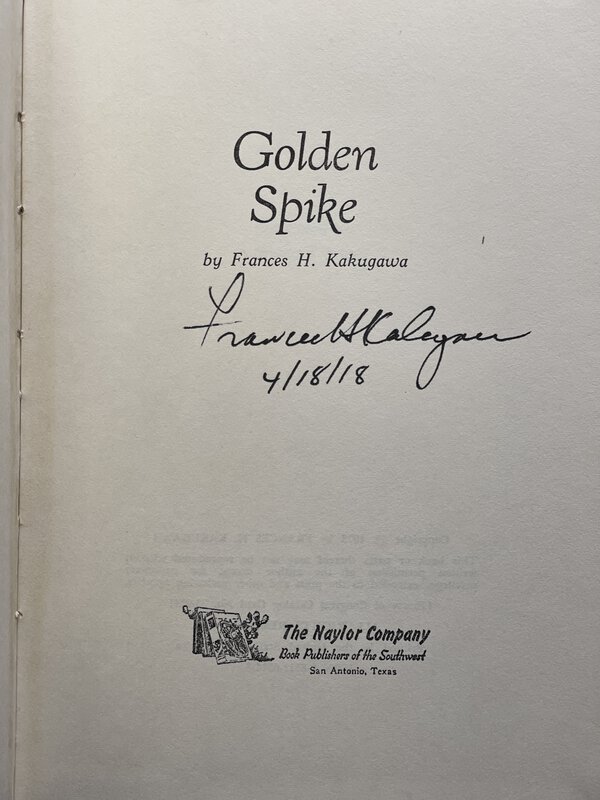 Golden
Spike
by Frances H. Kakugawa
Frances H Kakugawa
4/18/18
The Naylor Company
Book Publishers of the Southwest
San Antonio, Texas